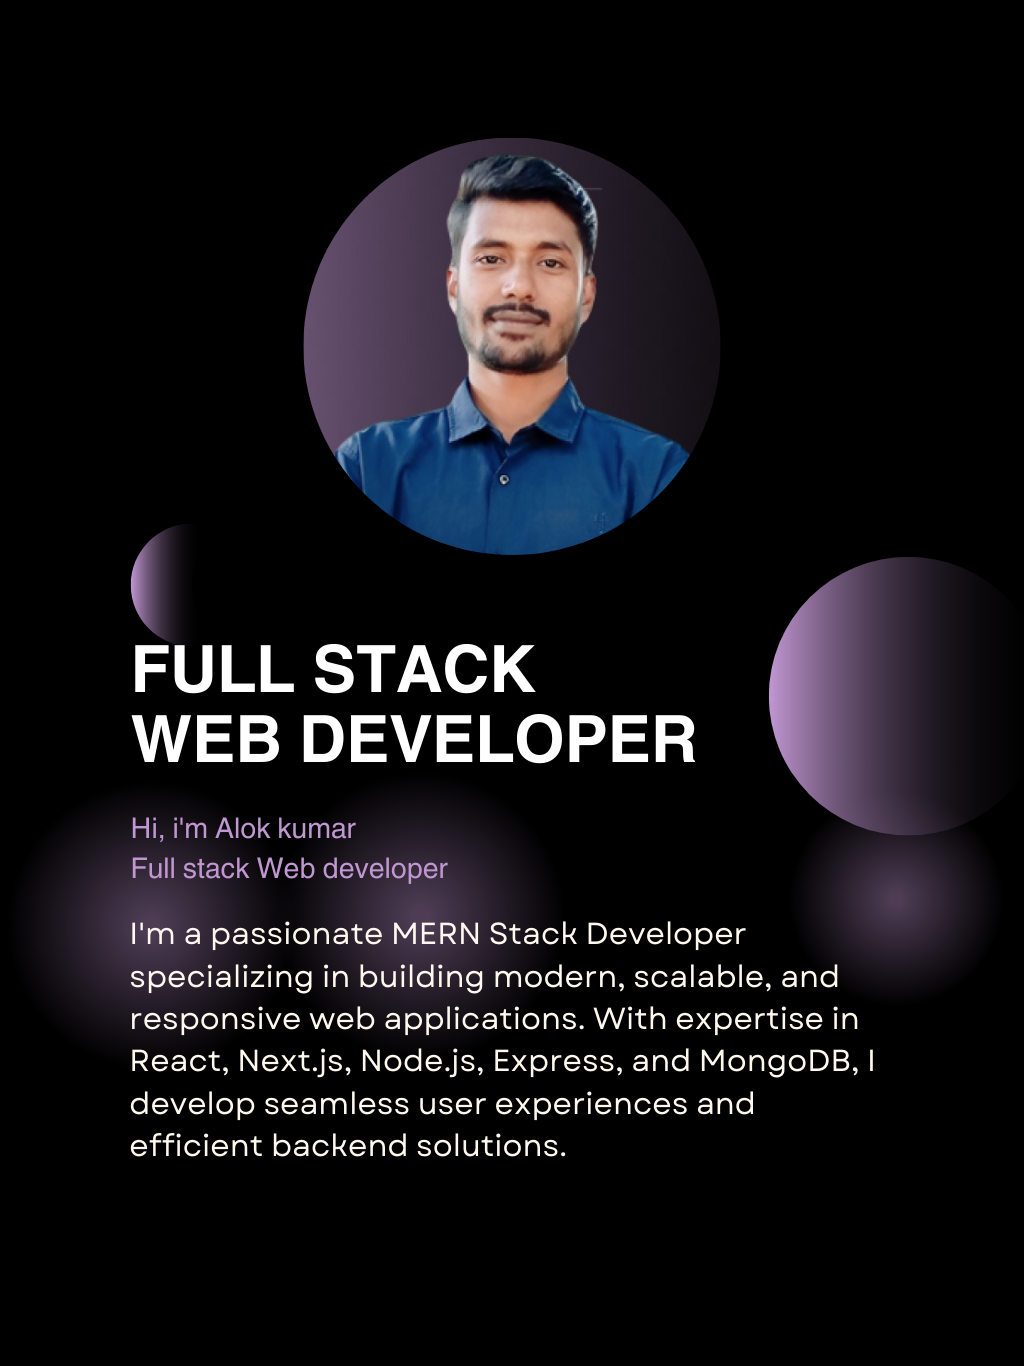 FULL STACK
WEB DEVELOPER
Hi, i'm Alok kumar
Full stack Web developer
I'm a passionate MERN Stack Developer
specializing in building modern, scalable, and
responsive web applications. With expertise in
React, Next.js, Node.js, Express, and MongoDB, I
develop seamless user experiences and
efficient backend solutions.